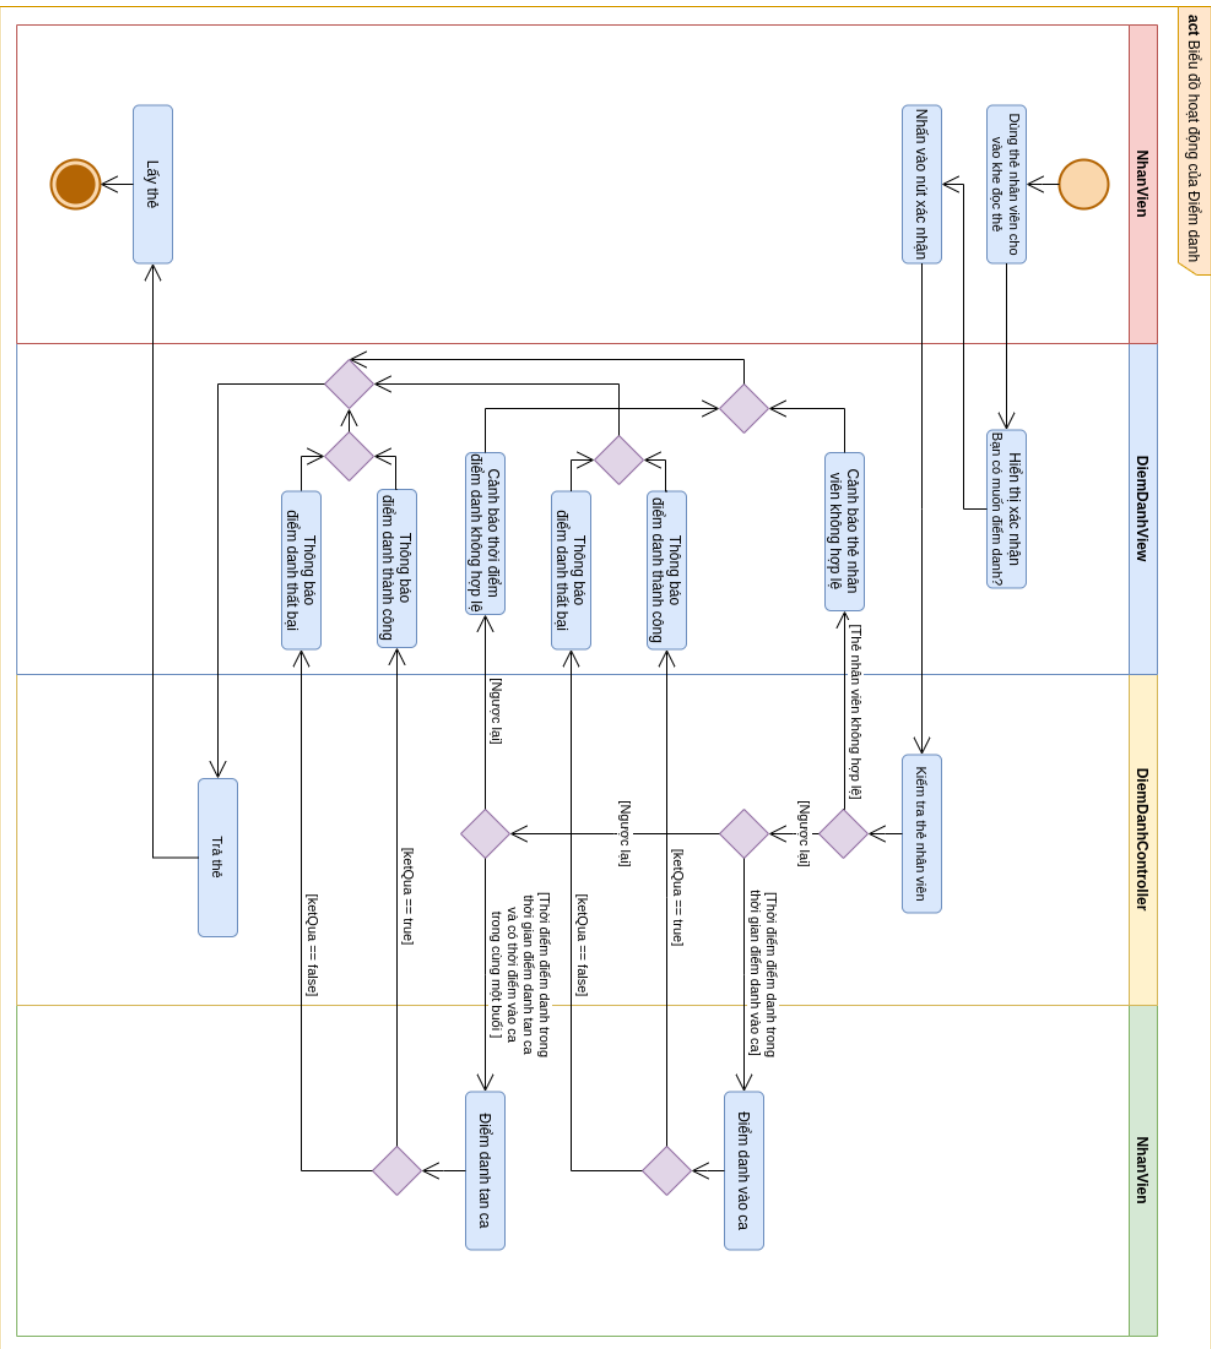 act Biểu đồ hoạt động của Điểm danh
NhanVien
DiemDanhView
DiemDanhController
NhanVien
Dùng thẻ nhân viên cho
vào khe đọc thẻ
Hiển thị xác nhận
Bạn có muốn điểm danh?
Nhấn vào nút xác nhận
Kiểm tra thẻ nhân viên
Cảnh báo thẻ nhân
viên không hợp lệ
[Thẻ nhân viên không hợp lệ]
[Ngược lại]
[Thời điểm điểm danh trong
thời gian điểm danh vào ca]
Điểm danh vào ca
Thông báo
điểm danh thành công
[ketQua == true]
[Ngược lại]
Thông báo
điểm danh thất bại
[ketQua == false]
[Thời điểm điểm danh trong
thời gian điểm danh tan ca
và có thời điểm vào ca
trong cùng một buổi ]
Cảnh báo thời điểm
điểm danh không hợp lệ
[Ngược lại]
Điểm danh tan ca
Thông báo
điểm danh thành công
[ketQua == true]
Thông báo
điểm danh thất bại
[ketQua == false]
Trả thẻ
Lấy thẻ